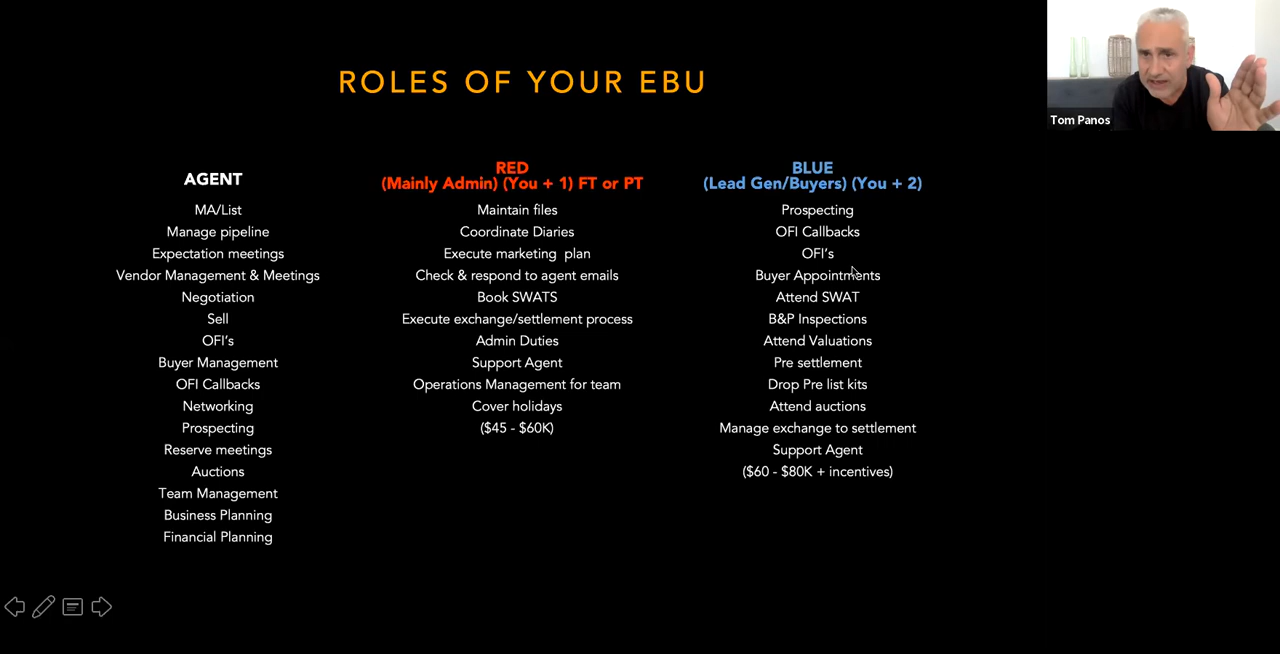 ROLES OF YOUR EBU
Tom Panos
AGENT
MA/List
Manage pipeline
Expectation meetings
Vendor Management & Meetings
Negotiation
Sell
OFI's
Buyer Management
OFI Callbacks
Networking
Prospecting
Reserve meetings
Auctions
Team Management
Business Planning
Financial Planning
RED
(Mainly Admin) (You + 1) FT or PT
Maintain files
Coordinate Diaries
Execute marketing plan
Check & respond to agent emails
Book SWATS
Execute exchange/settlement process
Admin Duties
Support Agent
Operations Management for team
Cover holidays
($45 - $60K)
BLUE
(Lead Gen/Buyers) (You + 2)
Prospecting
OFI Callbacks
OFI's
Buyer Appointments
Attend SWAT
B&P Inspections
Attend Valuations
Pre settlement
Drop Pre list kits
Attend auctions
Manage exchange to settlement
Support Agent
($60 - $80K + incentives)